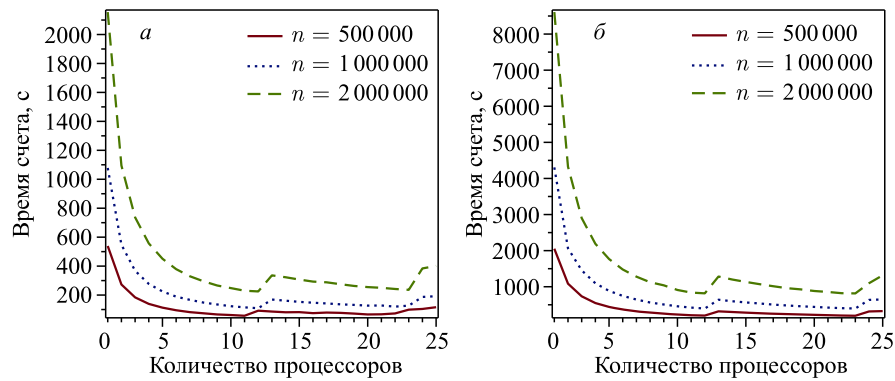 а
n = 500 000
n = 1 000 000
n = 2 000 000
Время счета, с
2000
1800
1600
1400
1200
1000
800
600
400
200
0 5 10 15 20 25
Количество процессоров
б
n = 500 000
n = 1 000 000
n = 2 000 000
Время счета, с
8000
7000
6000
5000
4000
3000
2000
1000
0 5 10 15 20 25
Количество процессоров